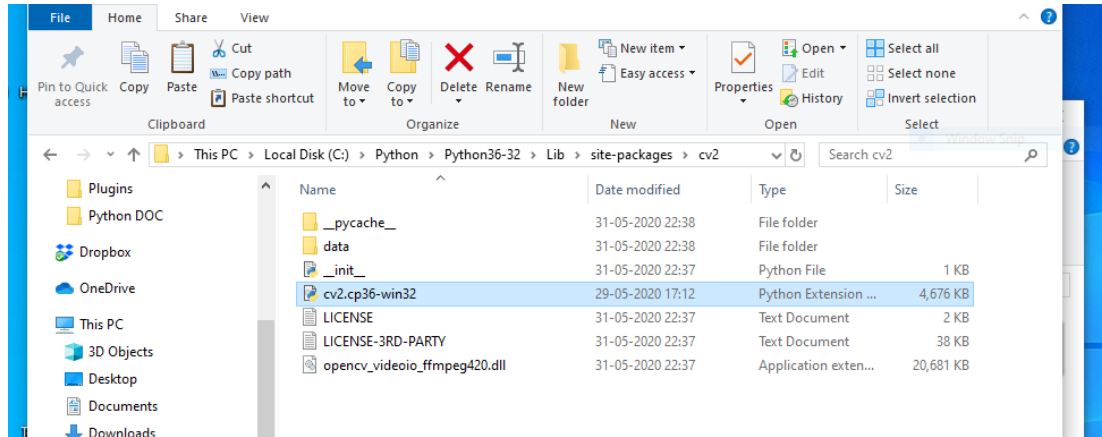 File Home Share View
Pin to Quick access
Copy
Paste
Cut
Copy path
Paste shortcut
Clipboard
Move to
Copy to
Delete
Rename
Organize
New folder
New item
Easy access
New
Properties
Open
Edit
History
Open
Select all
Select none
Invert selection
Select
Window Snip
This PC > Local Disk (C:) > Python > Python36-32 > Lib > site-packages > cv2
Search cv2
Plugins
Python DOC
Dropbox
OneDrive
This PC
3D Objects
Desktop
Documents
Downloads
Name Date modified Type Size
__pycache__ 31-05-2020 22:38 File folder
data 31-05-2020 22:38 File folder
__init__ 31-05-2020 22:37 Python File 1 KB
cv2.cp36-win32 29-05-2020 17:12 Python Extension ... 4,676 KB
LICENSE 31-05-2020 22:37 Text Document 2 KB
LICENSE-3RD-PARTY 31-05-2020 22:37 Text Document 38 KB
opencv_videoio_ffmpeg420.dll 31-05-2020 22:37 Application exten... 20,681 KB